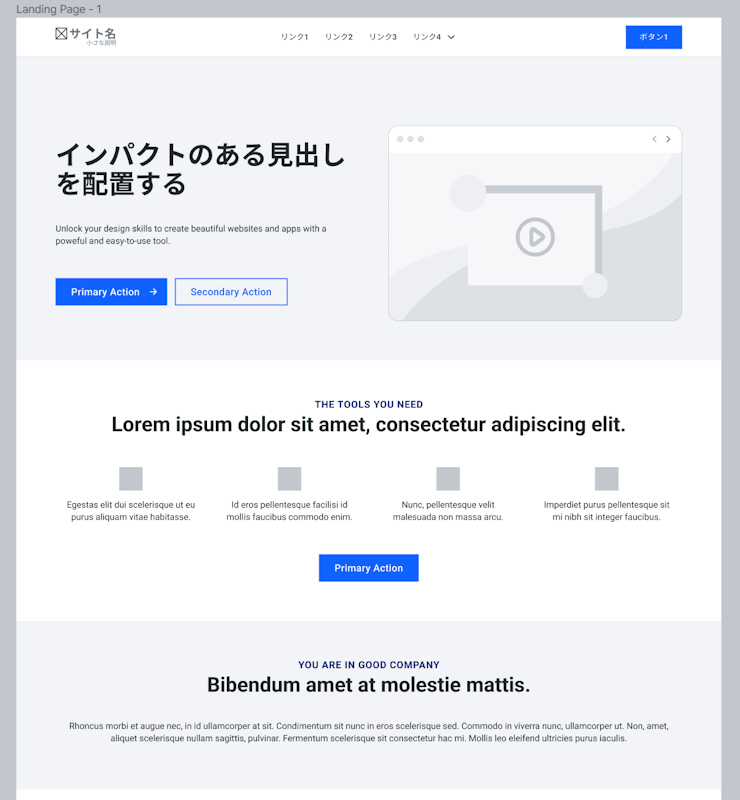 Landing Page - 1
サイト名
小さな説明
リンク1 リンク2 リンク3 リンク4
ボタン1
インパクトのある見出し
を配置する
Unlock your design skills to create beautiful websites and apps with a
poweful and easy-to-use tool.
Primary Action
Secondary Action
THE TOOLS YOU NEED
Lorem ipsum dolor sit amet, consectetur adipiscing elit.
Egestas elit dui scelerisque ut eu
purus aliquam vitae habitasse.
Id eros pellentesque facilisi id
mollis faucibus commodo enim.
Nunc, pellentesque velit
malesuada non massa arcu.
Imperdiet purus pellentesque sit
mi nibh sit integer faucibus.
Primary Action
YOU ARE IN GOOD COMPANY
Bibendum amet at molestie mattis.
Rhoncus morbi et augue nec, in id ullamcorper at sit. Condimentum sit nunc in eros scelerisque sed. Commodo in viverra nunc, ullamcorper ut. Non, amet,
aliquet scelerisque nullam sagittis, pulvinar. Fermentum scelerisque sit consectetur hac mi. Mollis leo eleifend ultricies purus iaculis.